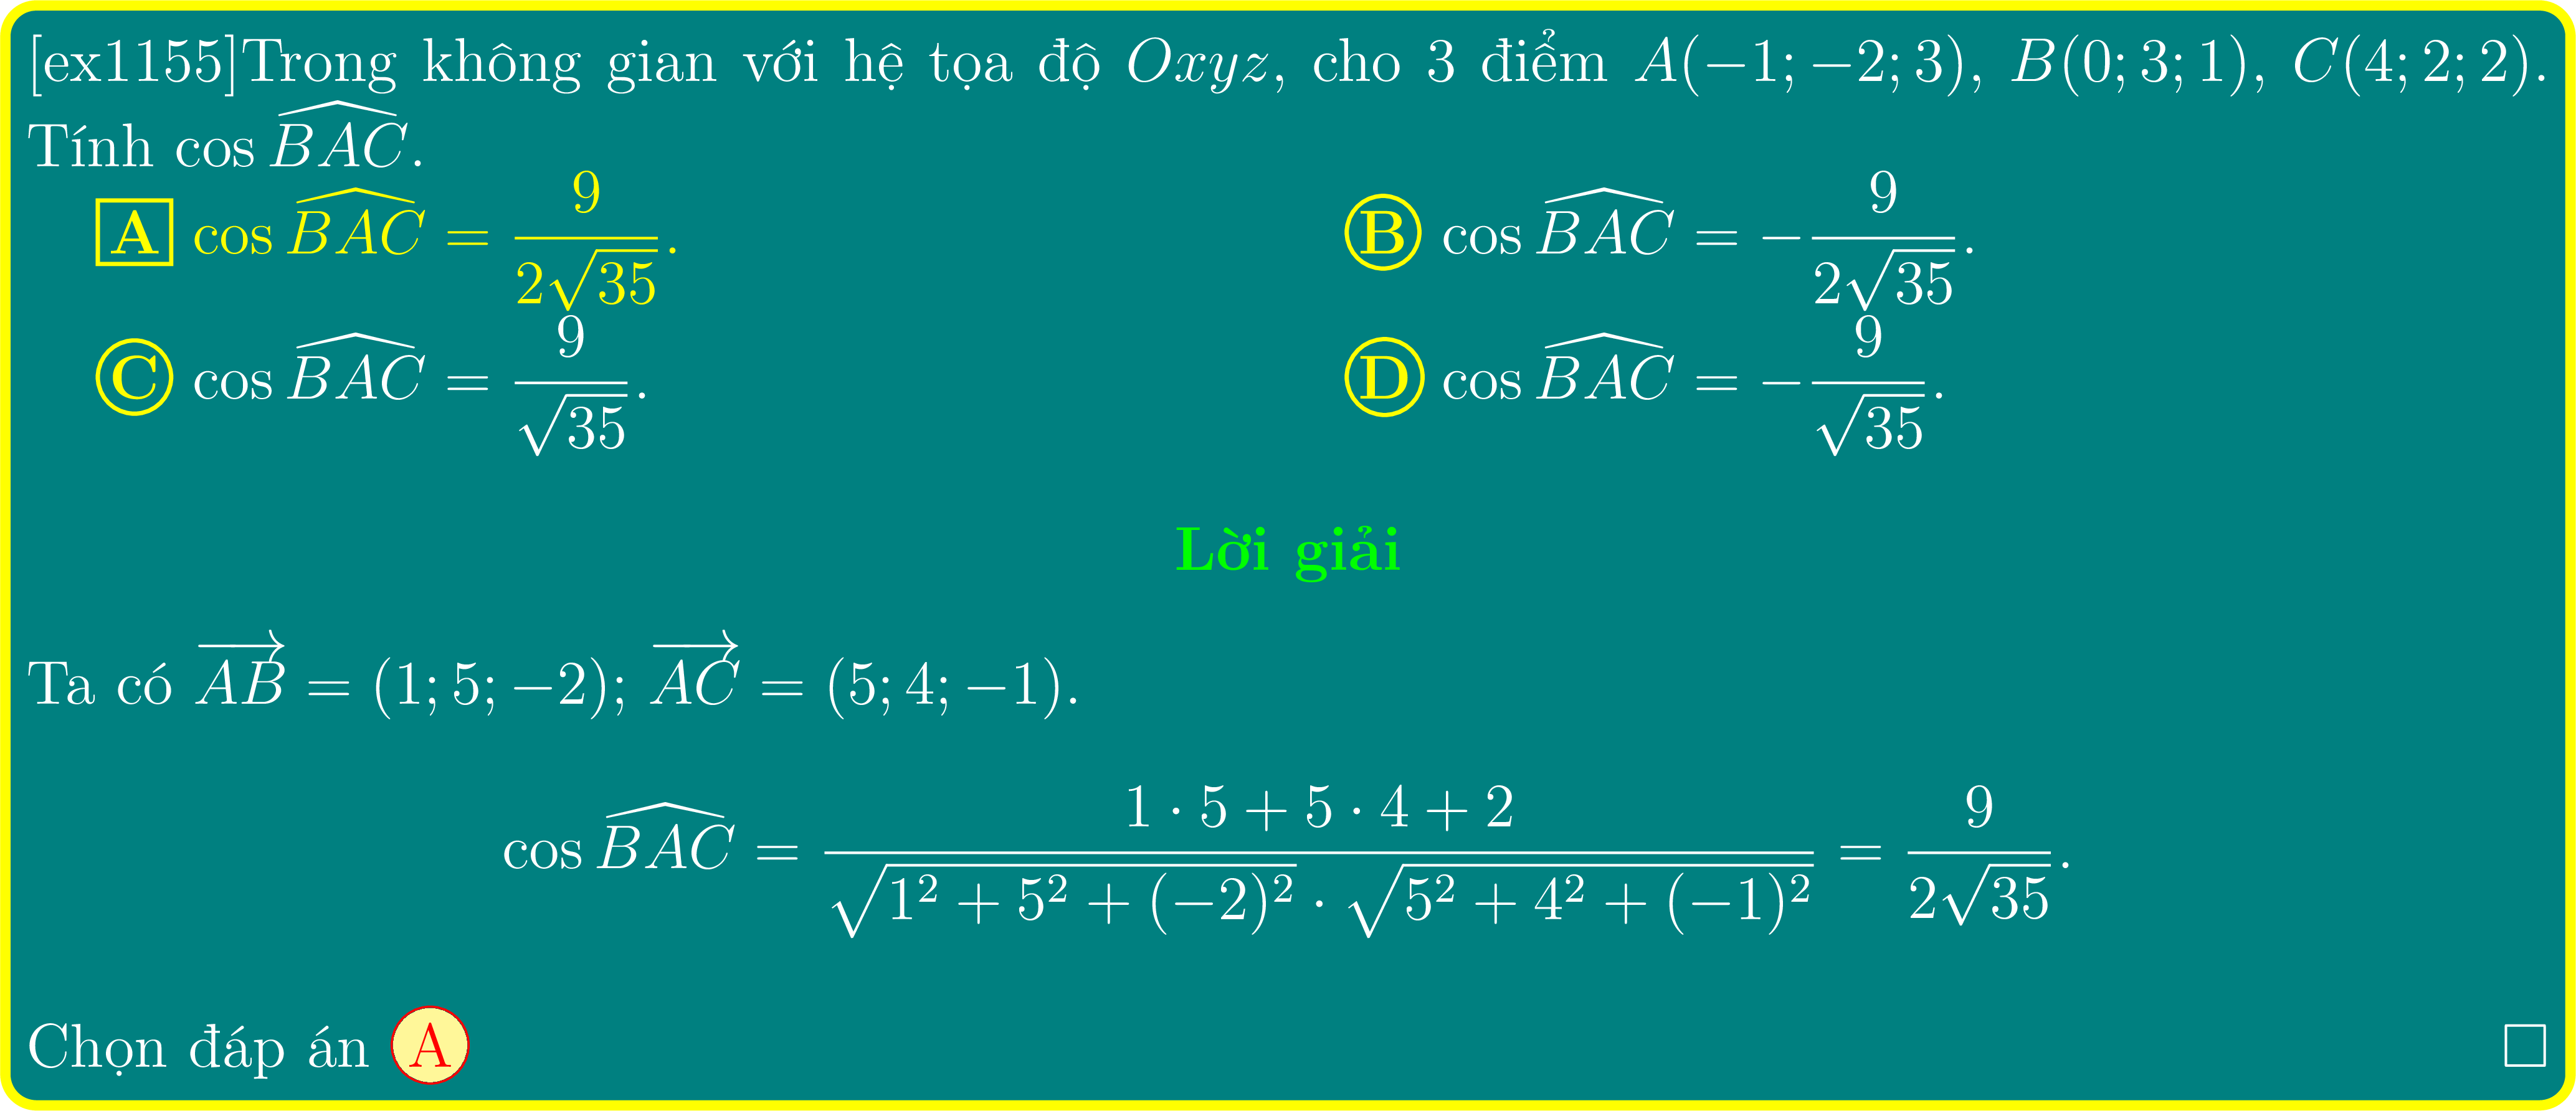 [ex1155]Trong không gian với hệ tọa độ Oxyz, cho 3 điểm A(−1; −2; 3), B(0; 3; 1), C(4; 2; 2).
Tính cos $\widehat{BAC}$.
A cos $\widehat{BAC}$ = $\frac{9}{2\sqrt{35}}$. B cos $\widehat{BAC}$ = $-\frac{9}{2\sqrt{35}}$.
C cos $\widehat{BAC}$ = $\frac{9}{\sqrt{35}}$. D cos $\widehat{BAC}$ = $-\frac{9}{\sqrt{35}}$.
Lời giải
Ta có $\overrightarrow{AB}$ = (1; 5; −2); $\overrightarrow{AC}$ = (5; 4; −1).
cos $\widehat{BAC}$ = $\frac{1 \cdot 5 + 5 \cdot 4 + 2}{\sqrt{1^2 + 5^2 + (-2)^2} \cdot \sqrt{5^2 + 4^2 + (-1)^2}}$ = $\frac{9}{2\sqrt{35}}$.
Chọn đáp án A □